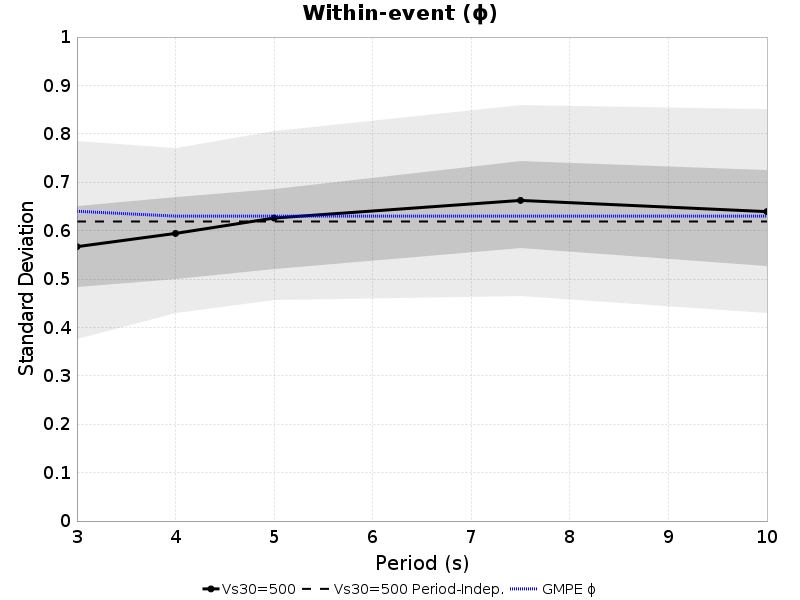 Within-event (ϕ)
1
0.9
0.8
0.7
0.6
0.5
0.4
0.3
0.2
0.1
0
Standard Deviation
3 4 5 6 7 8 9 10
Period (s)
Vs30=500 Vs30=500 Period-Indep. GMPE ϕ